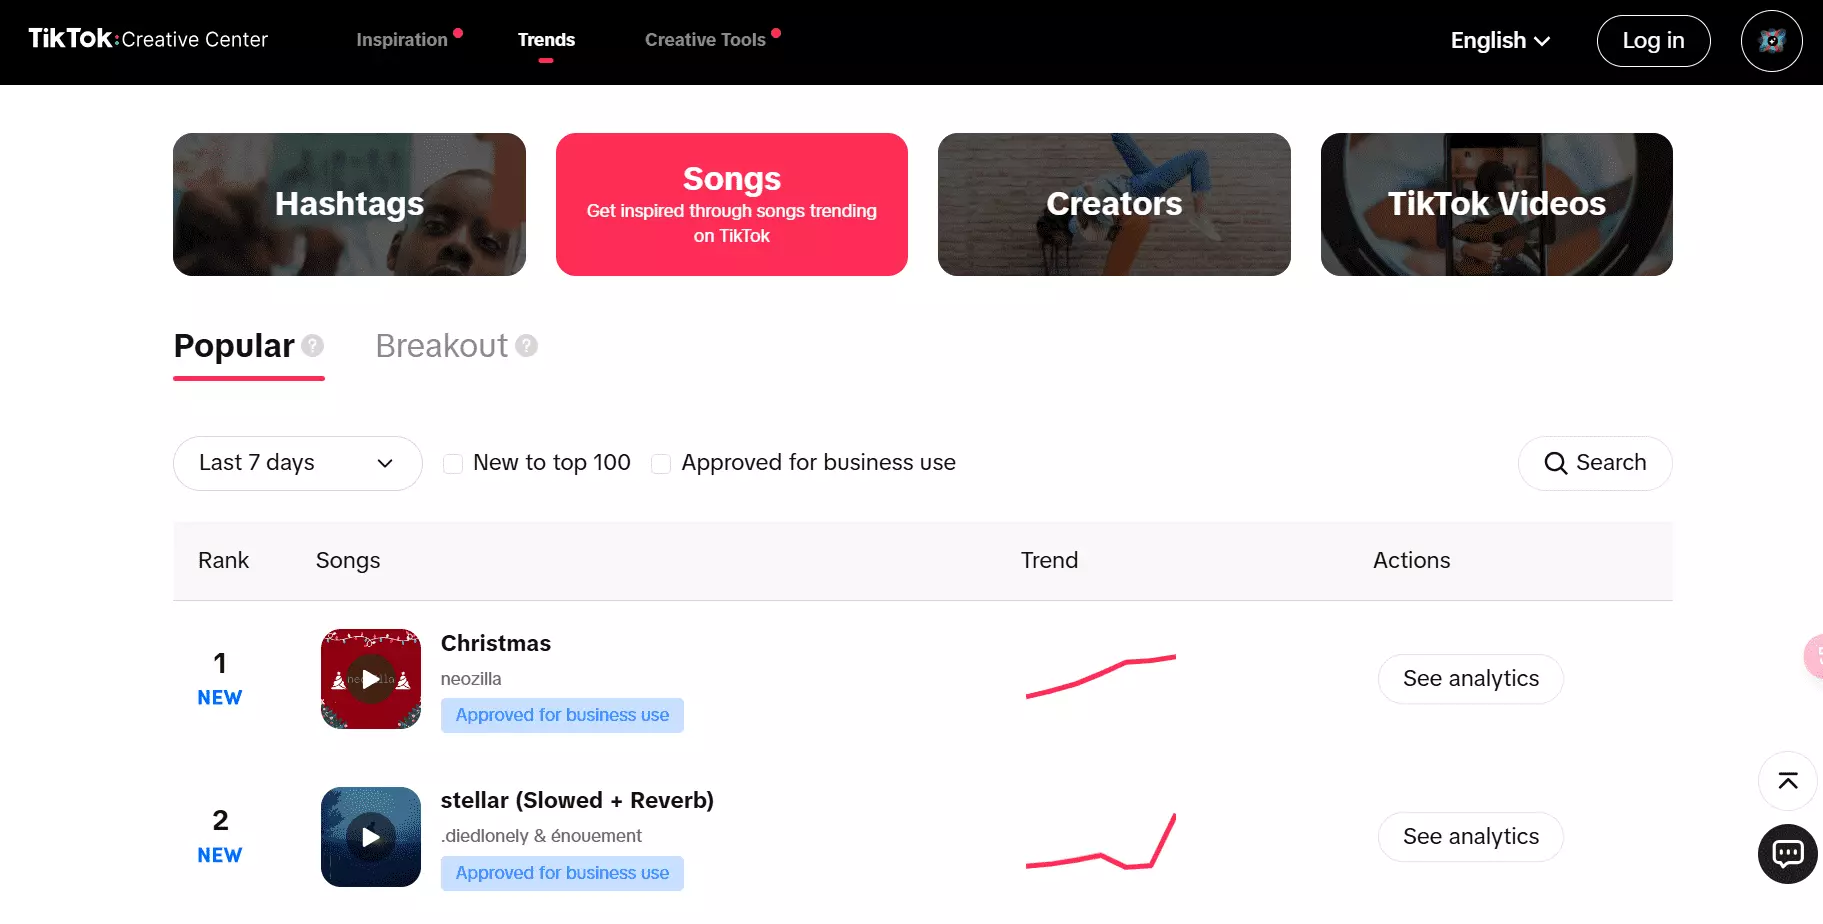 TikTok:Creative Center
Inspiration
Trends
Creative Tools
English
Log in
Hashtags
Songs
Get inspired through songs trending
on TikTok
Creators
TikTok Videos
Popular ?
Breakout ?
Last 7 days
New to top 100
Approved for business use
Search
Rank
Songs
Trend
Actions
1
NEW
neozilla
Christmas
neozilla
Approved for business use
See analytics
2
NEW
stellar (Slowed + Reverb)
.diedlonely & énouement
Approved for business use
See analytics